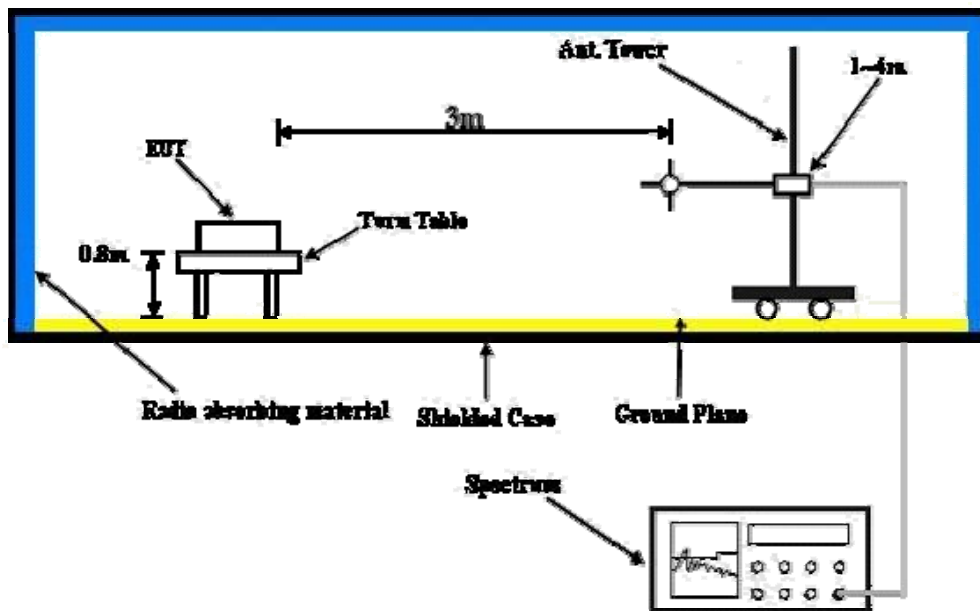 Ant. Tower
1~4m
3m
EUT
Turn Table
0.8m
Radio absorbing material
Shielded Case
Ground Plane
Spectrum